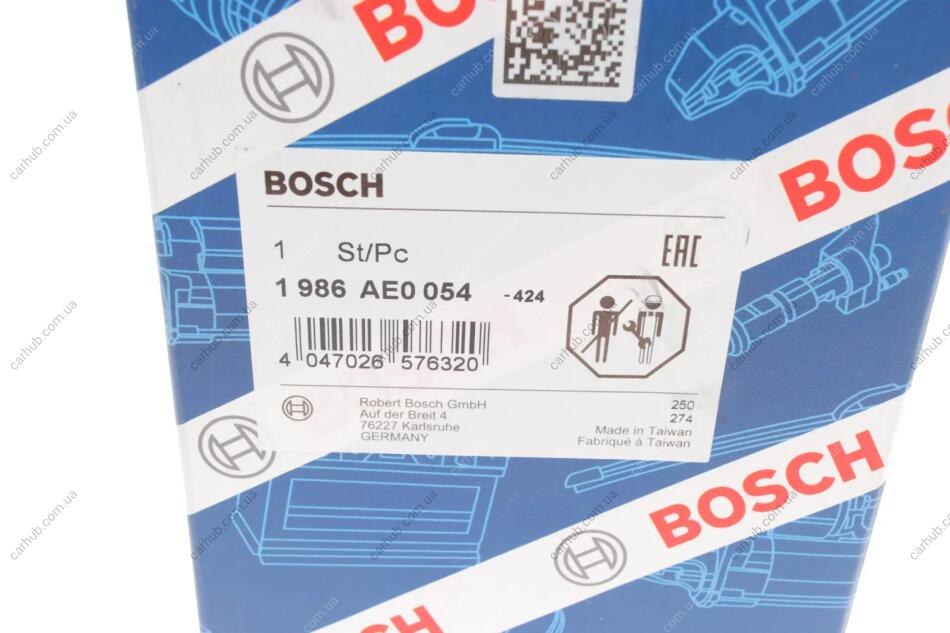 BOSCH
BOSCH
BOSCH
1 St/Pc
EAC
1 986 AE0 054 -424
4 047026 576320
Robert Bosch GmbH
Auf der Breit 4
76227 Karlsruhe
GERMANY
250
274
Made in Taiwan
Fabriqué à Taiwan
BOSCH
BOSCH
carhub.com.ua